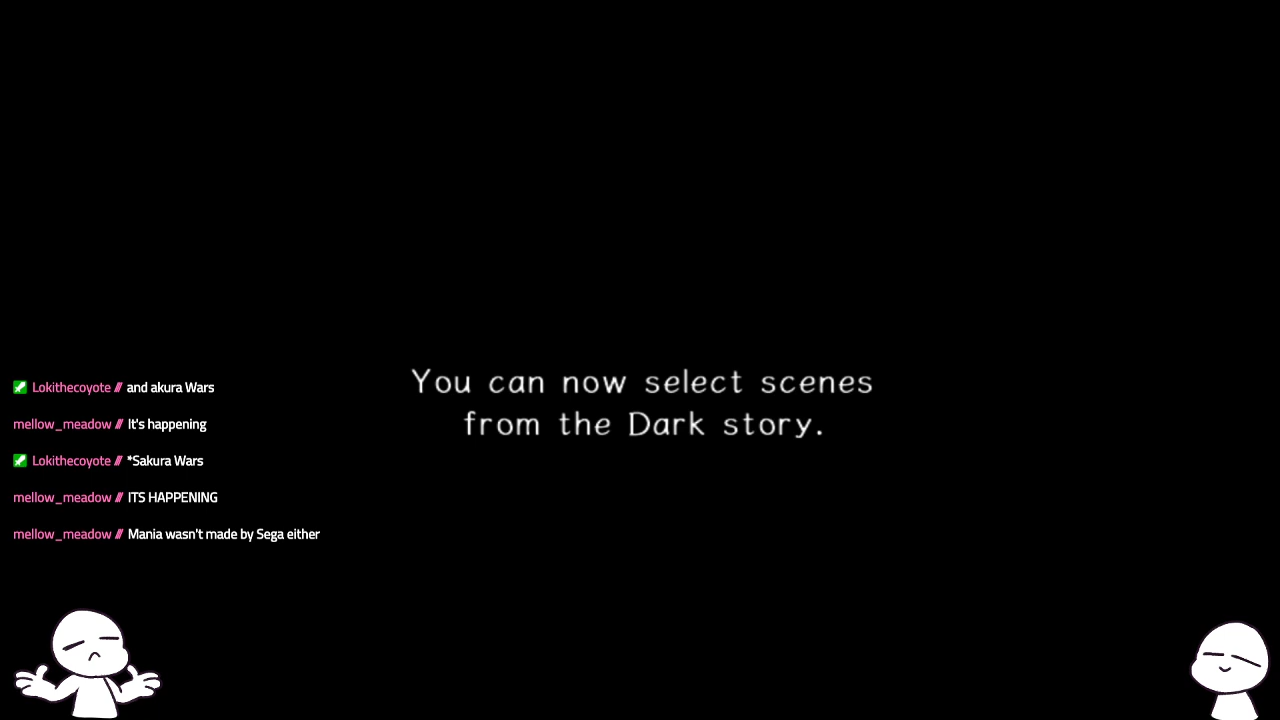 Lokithecoyote /// and akura Wars
mellow_meadow /// It's happening
Lokithecoyote /// *Sakura Wars
mellow_meadow /// ITS HAPPENING
mellow_meadow /// Mania wasn't made by Sega either
You can now select scenes
from the Dark story.